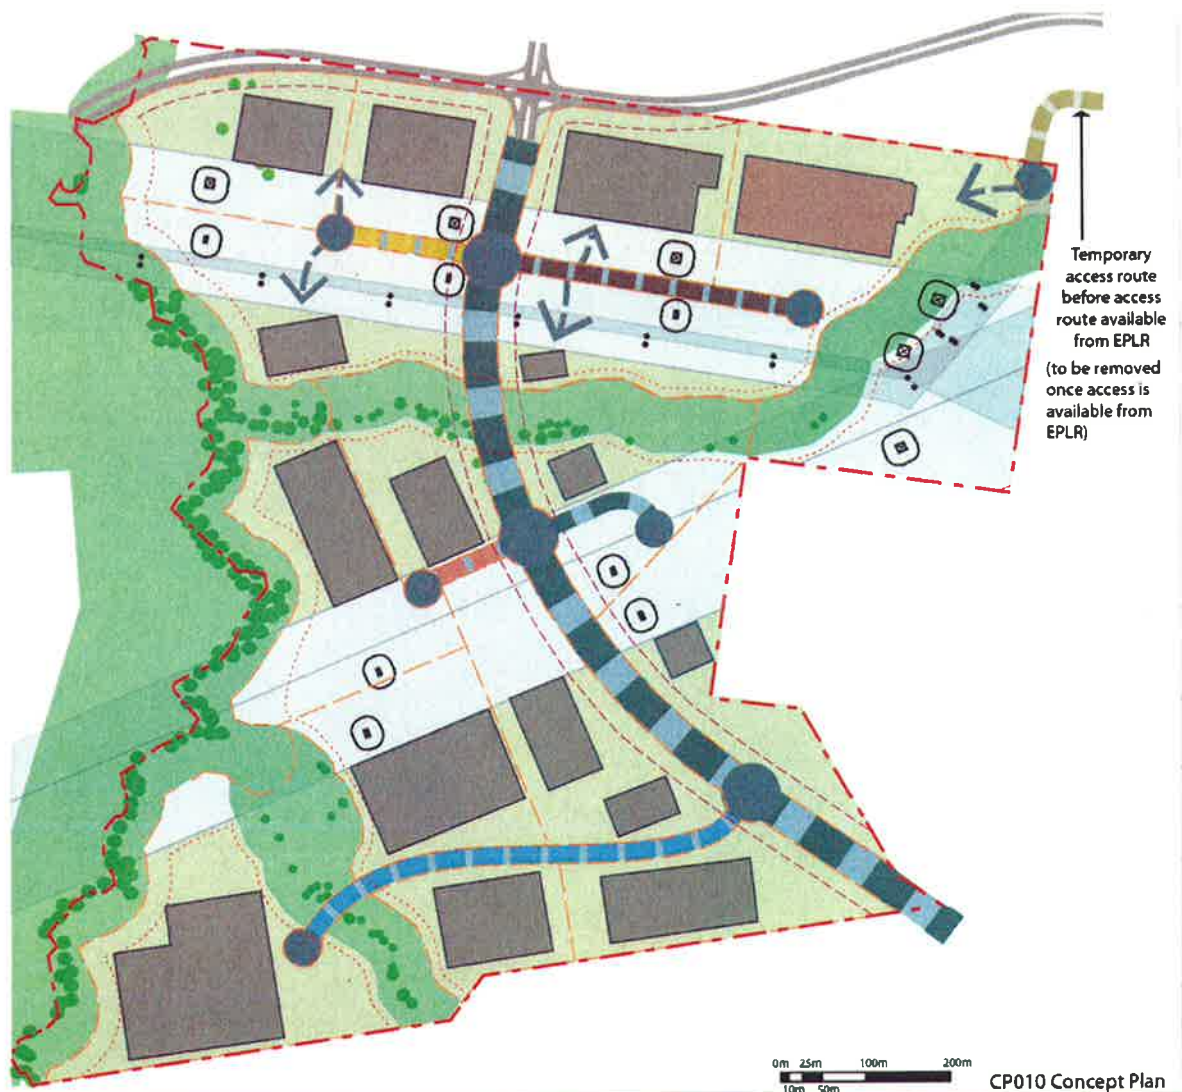 Temporary
access route
before access
route available
from EPLR
(to be removed
once access is
available from
EPLR)
0m 25m 100m 200m
10m 50m
CP010 Concept Plan